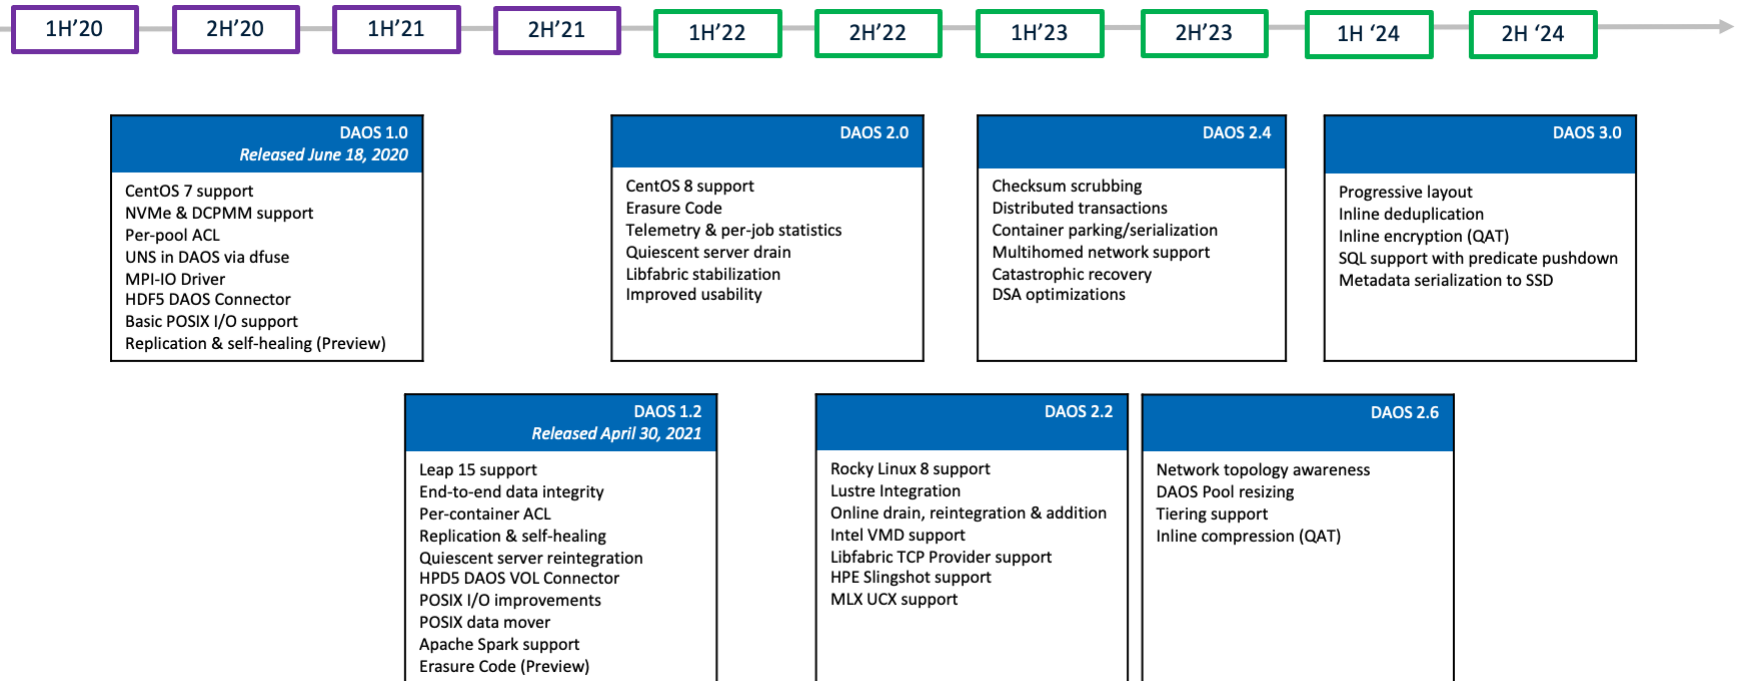 1H’20
2H’20
1H’21
2H’21
1H’22
2H’22
1H’23
2H’23
1H ‘24
2H ‘24
DAOS 1.0
Released June 18, 2020
CentOS 7 support
NVMe & DCPMM support
Per-pool ACL
UNS in DAOS via dfuse
MPI-IO Driver
HDF5 DAOS Connector
Basic POSIX I/O support
Replication & self-healing (Preview)
DAOS 2.0
CentOS 8 support
Erasure Code
Telemetry & per-job statistics
Quiescent server drain
Libfabric stabilization
Improved usability
DAOS 2.4
Checksum scrubbing
Distributed transactions
Container parking/serialization
Multihomed network support
Catastrophic recovery
DSA optimizations
DAOS 3.0
Progressive layout
Inline deduplication
Inline encryption (QAT)
SQL support with predicate pushdown
Metadata serialization to SSD
DAOS 1.2
Released April 30, 2021
Leap 15 support
End-to-end data integrity
Per-container ACL
Replication & self-healing
Quiescent server reintegration
HPD5 DAOS VOL Connector
POSIX I/O improvements
POSIX data mover
Apache Spark support
Erasure Code (Preview)
DAOS 2.2
Rocky Linux 8 support
Lustre Integration
Online drain, reintegration & addition
Intel VMD support
Libfabric TCP Provider support
HPE Slingshot support
MLX UCX support
DAOS 2.6
Network topology awareness
DAOS Pool resizing
Tiering support
Inline compression (QAT)